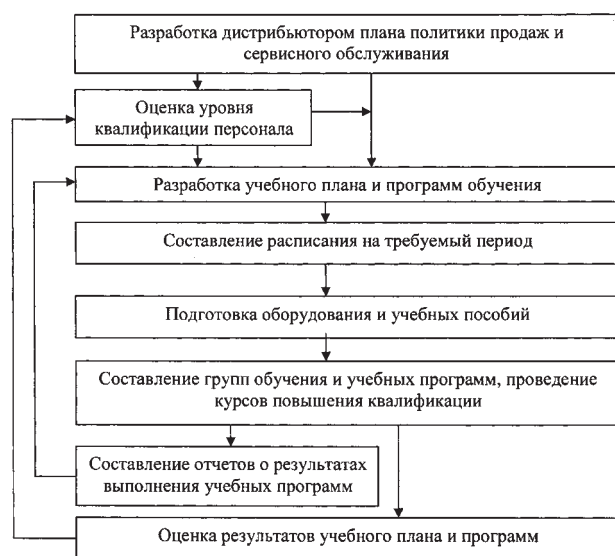 Разработка дистрибьютором плана политики продаж и
сервисного обслуживания
Оценка уровня
квалификации персонала
Разработка учебного плана и программ обучения
Составление расписания на требуемый период
Подготовка оборудования и учебных пособий
Составление групп обучения и учебных программ, проведение
курсов повышения квалификации
Составление отчетов о результатах
выполнения учебных программ
Оценка результатов учебного плана и программ